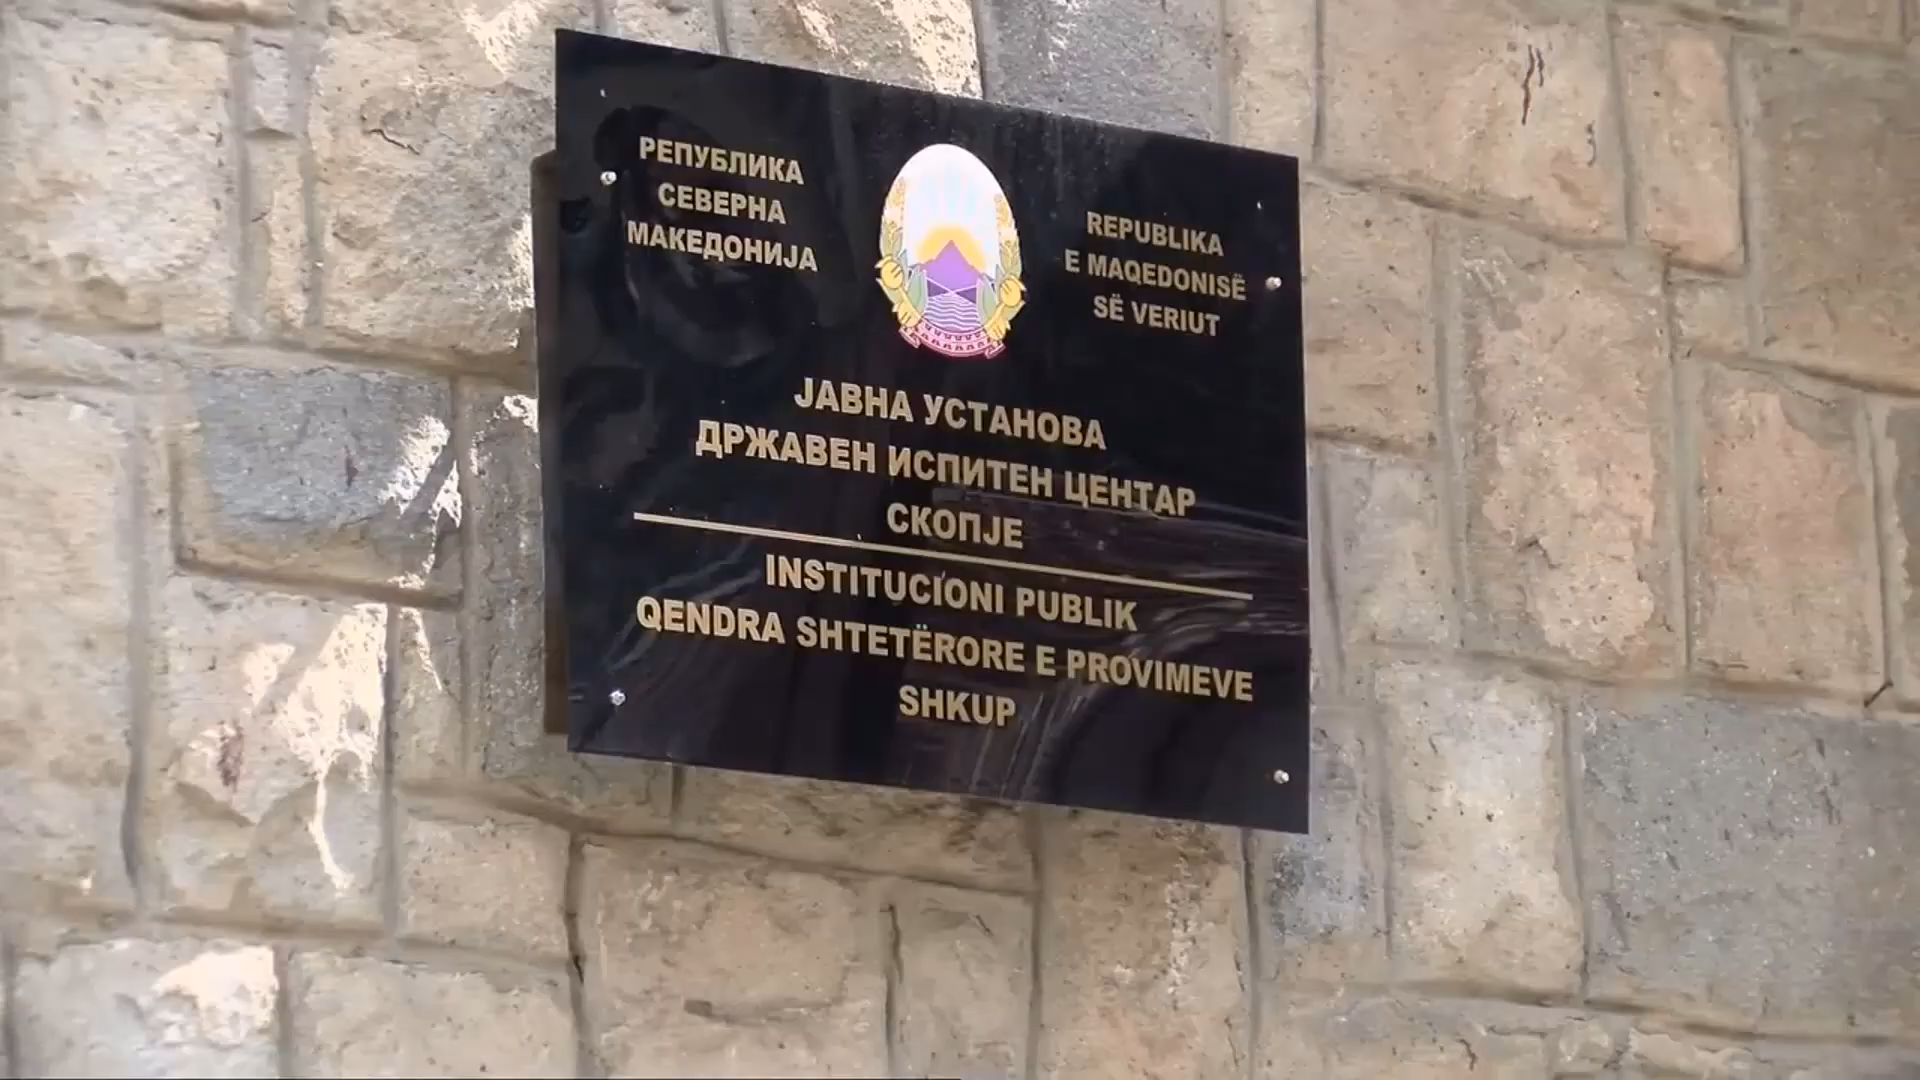 РЕПУБЛИКА
СЕВЕРНА
МАКЕДОНИЈА
REPUBLIKA
E MAQEDONISË
SË VERIUT
ЈАВНА УСТАНОВА
ДРЖАВЕН ИСПИТЕН ЦЕНТАР
СКОПЈЕ
INSTITUCIONI PUBLIK
QENDRA SHTETËRORE E PROVIMEVE
SHKUP